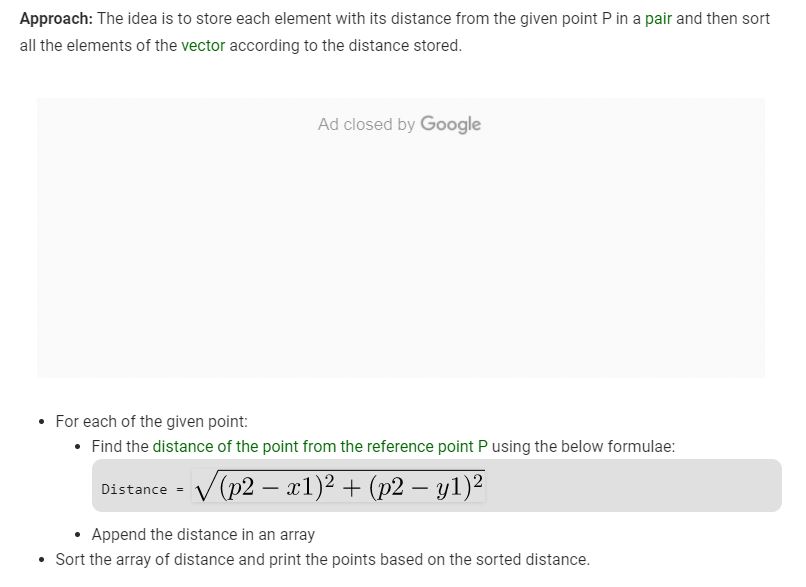 Approach: The idea is to store each element with its distance from the given point P in a pair and then sort
all the elements of the vector according to the distance stored.
Ad closed by Google
• For each of the given point:
• Find the distance of the point from the reference point P using the below formulae:
Distance = √(p2 − x1)² + (p2 − y1)²
• Append the distance in an array
• Sort the array of distance and print the points based on the sorted distance.